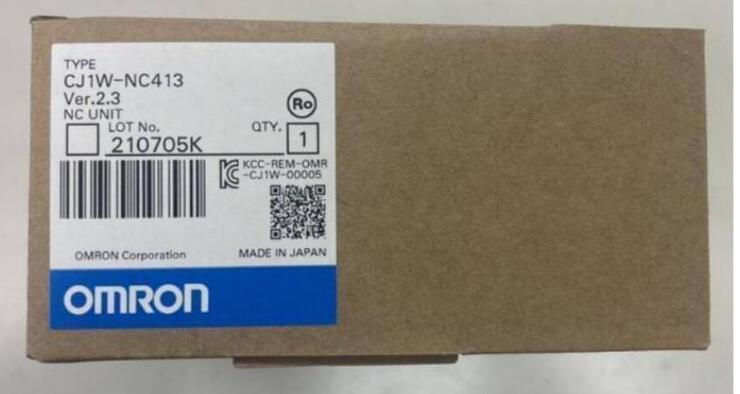 TYPE
CJ1W-NC413
Ver.2.3
NC UNIT
Ro
LOT No.
QTY.
210705K
1
KCC-REM-OMR
-CJ1W-00005
OMRON Corporation
MADE IN JAPAN
OMRON